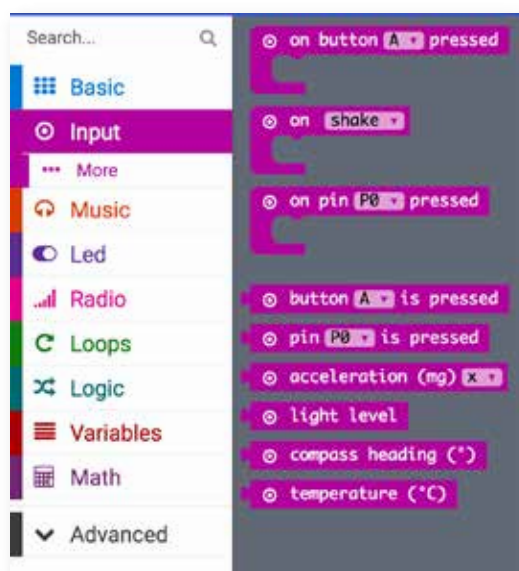 Search...
Basic
Input
More
Music
Led
Radio
Loops
Logic
Variables
Math
Advanced
on button A pressed
on shake
on pin P0 pressed
button A is pressed
pin P0 is pressed
acceleration (mg) x
light level
compass heading (°)
temperature (°C)